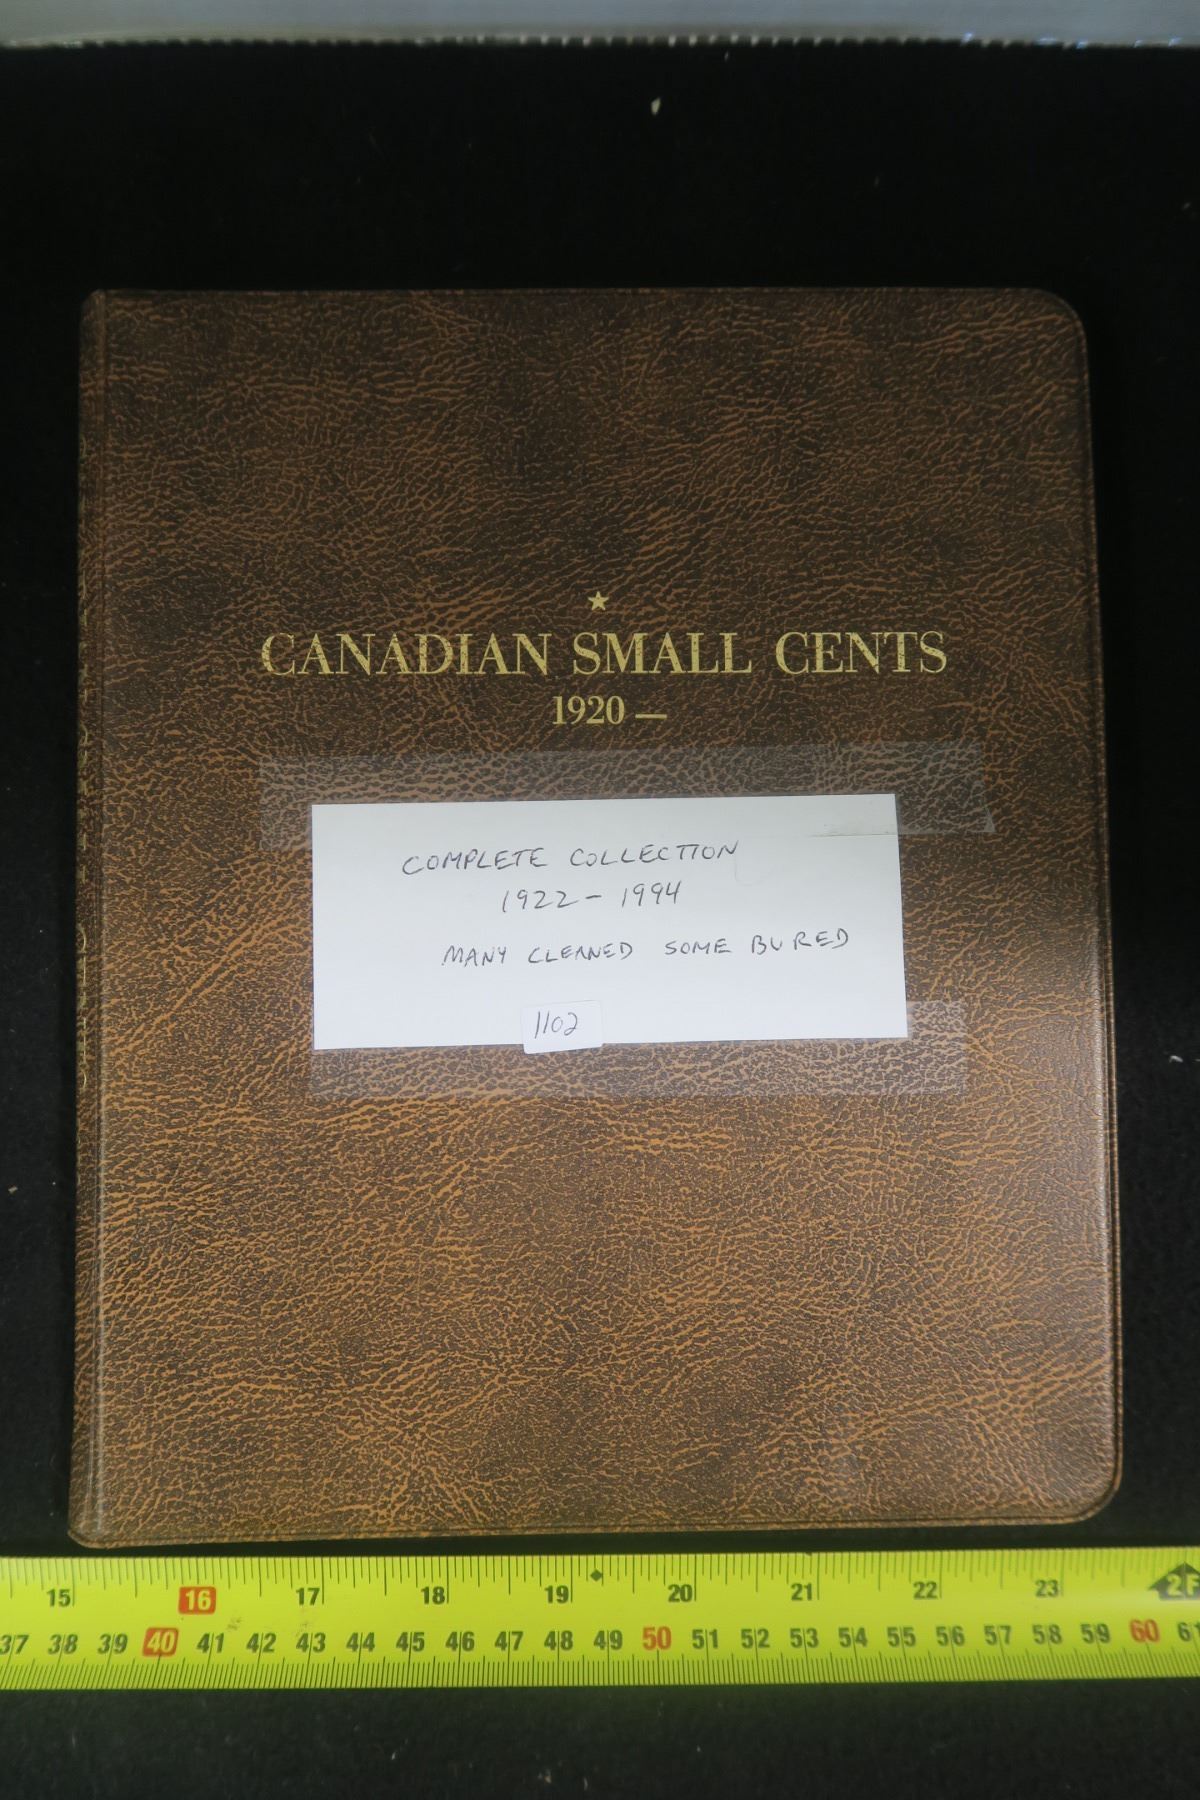 ★
CANADIAN SMALL CENTS
1920 —
COMPLETE COLLECTION
1922 - 1994
MANY CLEANED SOME BURED
1102
15 16 17 18 19 20 21 22 23 2F
37 38 39 40 41 42 43 44 45 46 47 48 49 50 51 52 53 54 55 56 57 58 59 60 61